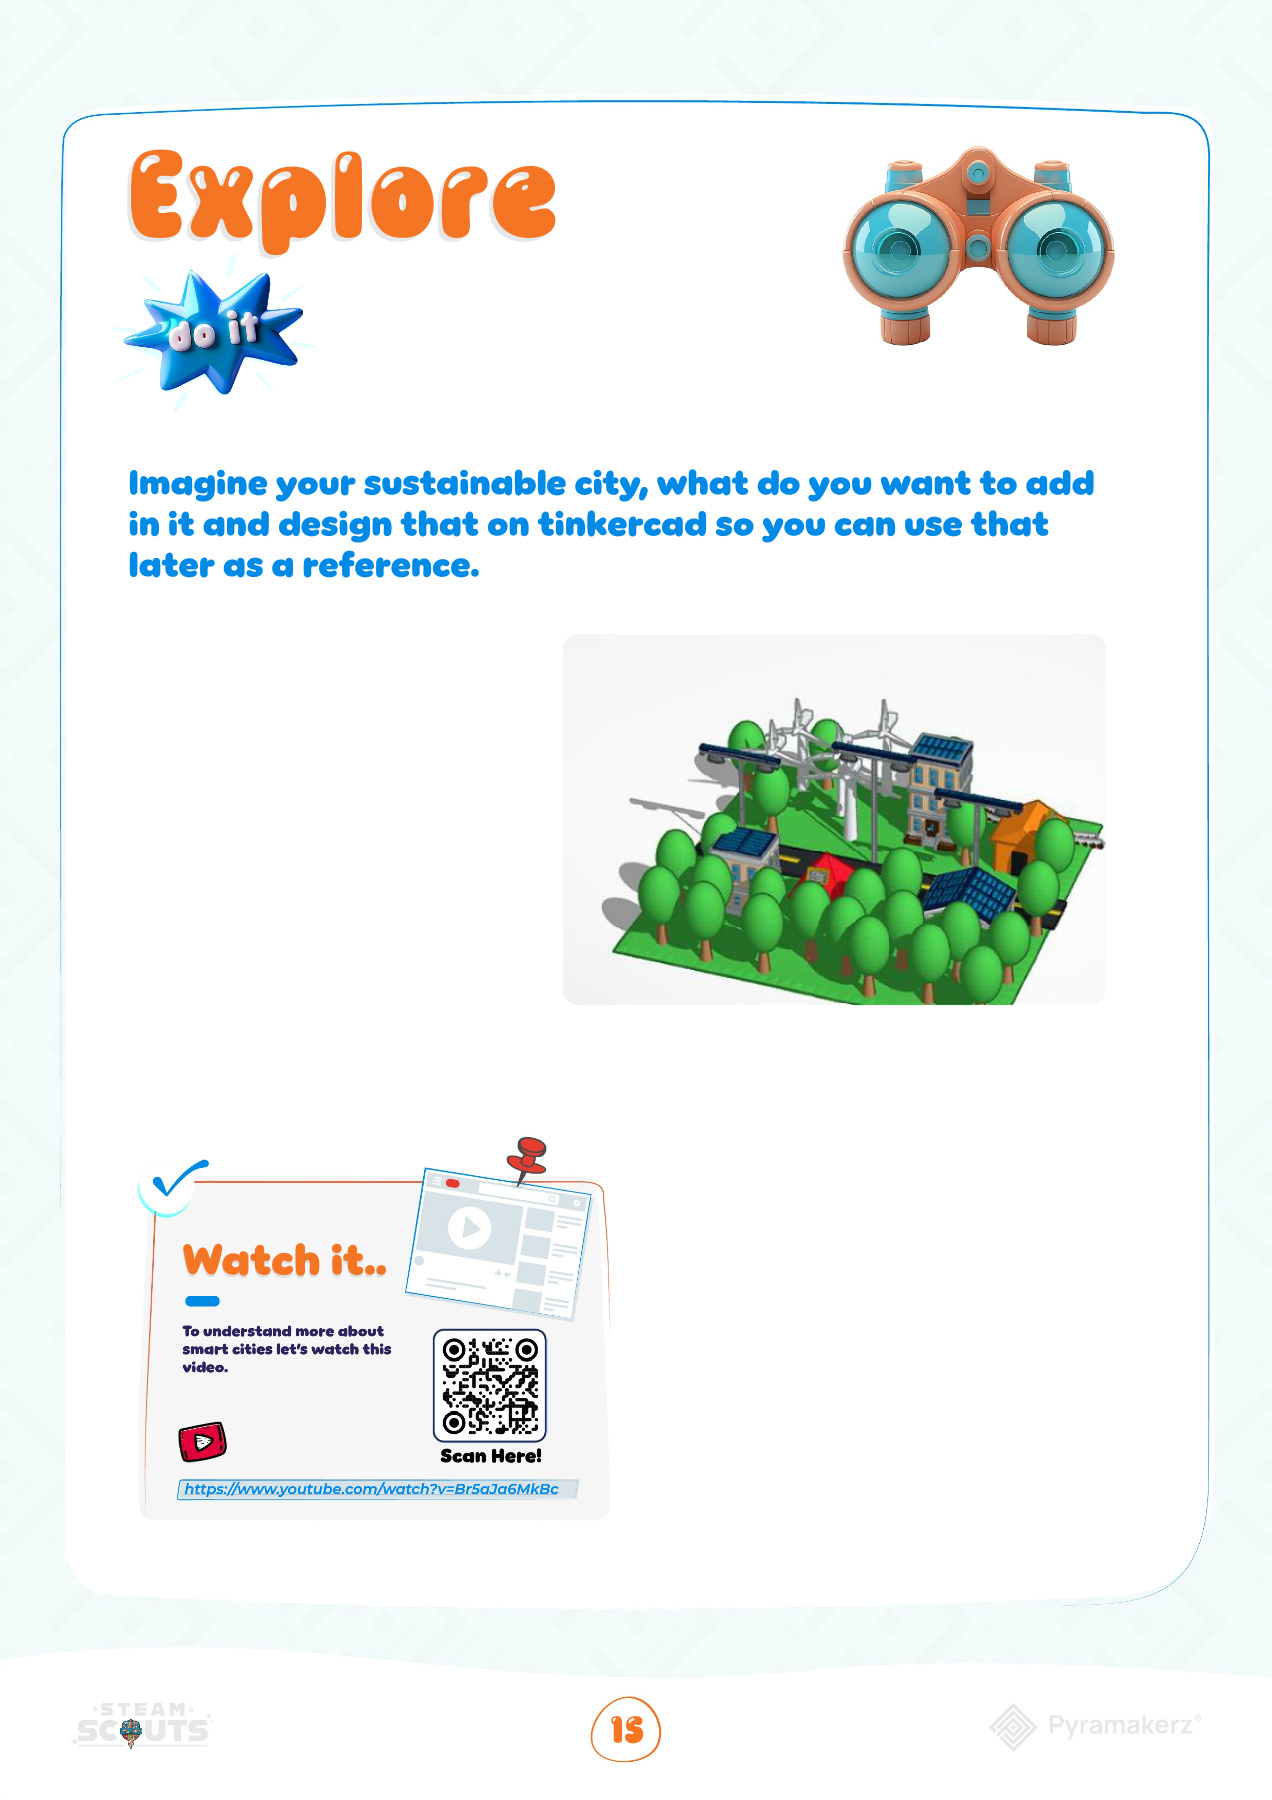 Explore
do it
Imagine your sustainable city, what do you want to add
in it and design that on tinkercad so you can use that
later as a reference.
Watch it..
To understand more about
smart cities let's watch this
video.
Scan Here!
https://www.youtube.com/watch?v=Br5aJa6MkBc
STEAM
SCOUTS
15
Pyramakerz